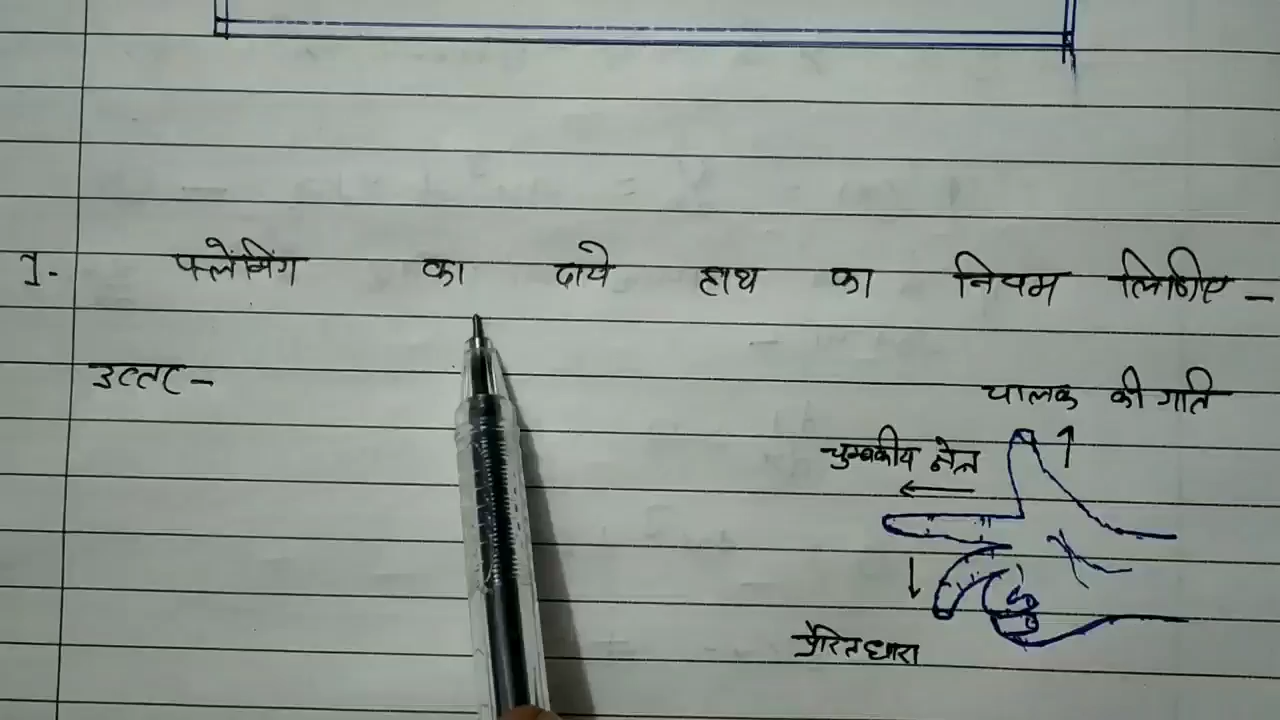 1. फ्लेमिंग का दाये हाथ का नियम लिखिए -
उत्तर -
चालक की गति
चुम्बकीय क्षेत्र
प्रेरित धारा